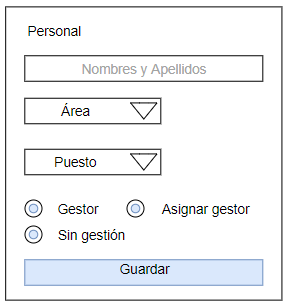 Personal
Nombres y Apellidos
Área
Puesto
Gestor Asignar gestor
Sin gestión
Guardar